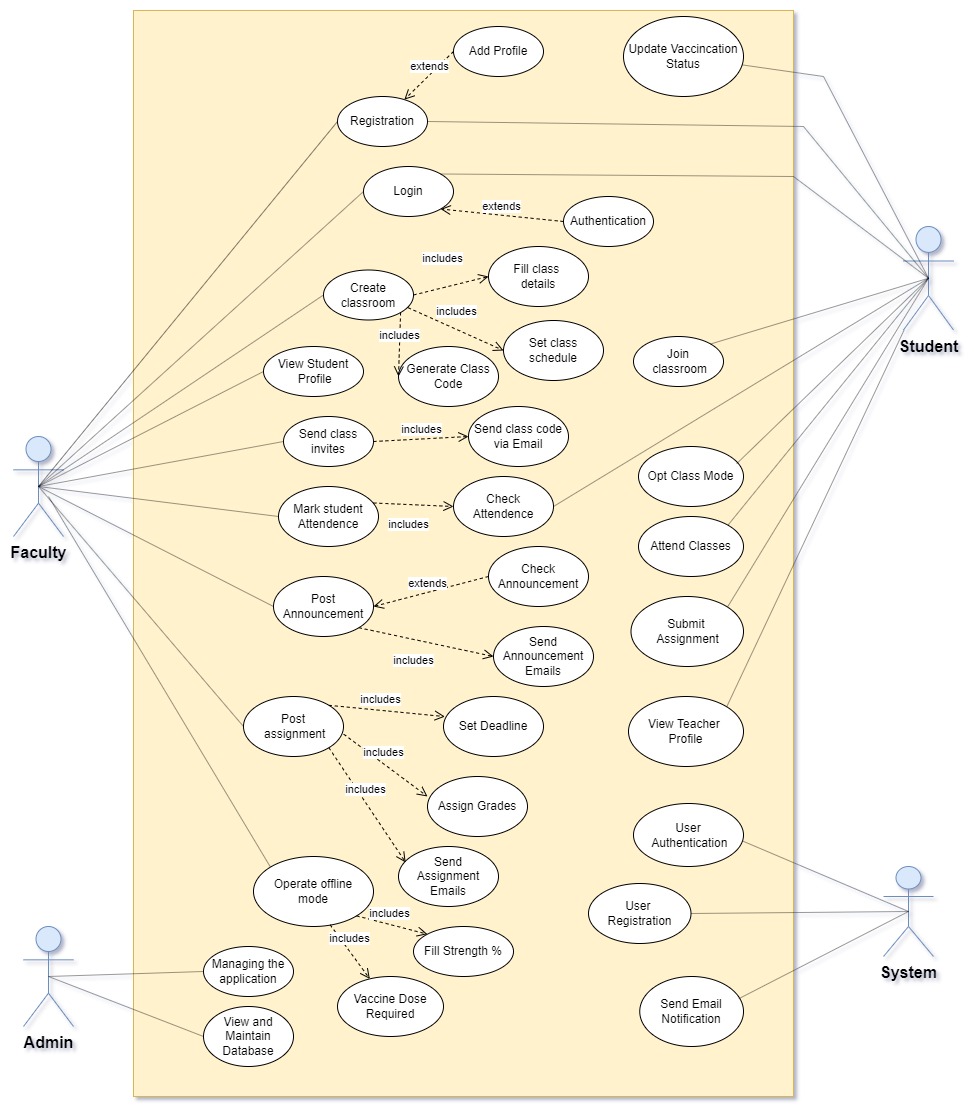 Add Profile
Update Vaccincation
Status
extends
Registration
Login
extends
Authentication
includes
Fill class
details
Create
classroom
includes
Set class
schedule
includes
Generate Class
Code
View Student
Profile
Join
classroom
Student
Send class
invites
includes
Send class code
via Email
Opt Class Mode
Mark student
Attendence
includes
Check
Attendence
Faculty
Attend Classes
Check
Announcement
extends
Post
Announcement
Submit
Assignment
includes
Send
Announcement
Emails
includes
Post
assignment
Set Deadline
View Teacher
Profile
includes
includes
Assign Grades
User
Authentication
Send
Assignment
Emails
Operate offline
mode
includes
User
Registration
includes
Fill Strength %
System
Managing the
application
Vaccine Dose
Required
Send Email
Notification
View and
Maintain
Database
Admin